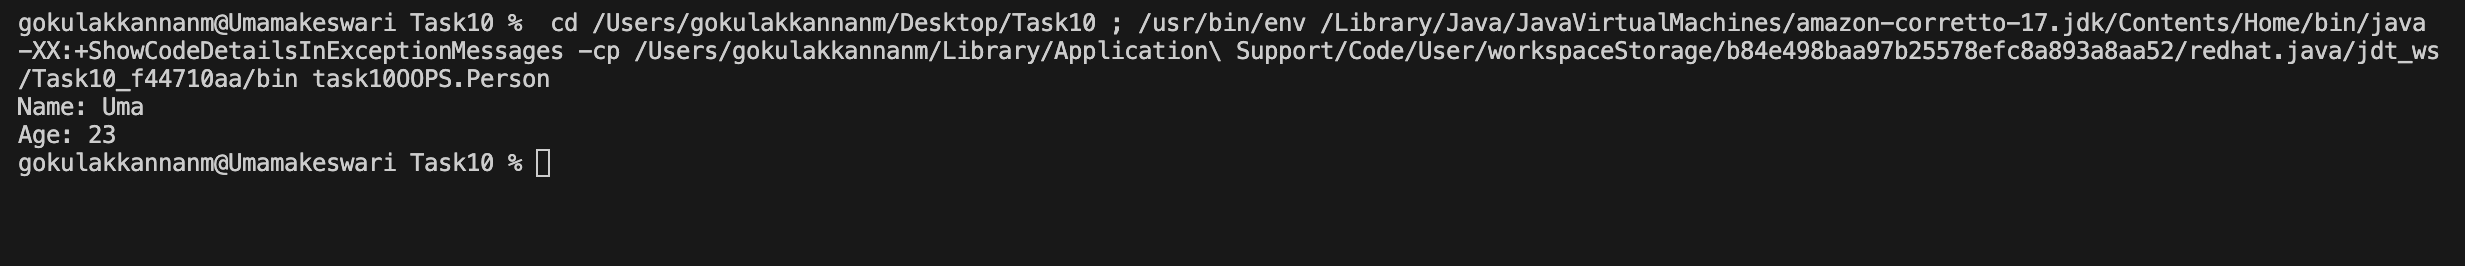 gokulakkannanm@Umamakeswari Task10 %  cd /Users/gokulakkannanm/Desktop/Task10 ; /usr/bin/env /Library/Java/JavaVirtualMachines/amazon-corretto-17.jdk/Contents/Home/bin/java
-XX:+ShowCodeDetailsInExceptionMessages -cp /Users/gokulakkannanm/Library/Application\ Support/Code/User/workspaceStorage/b84e498baa97b25578efc8a893a8aa52/redhat.java/jdt_ws
/Task10_f44710aa/bin task10OOPS.Person
Name: Uma
Age: 23
gokulakkannanm@Umamakeswari Task10 %